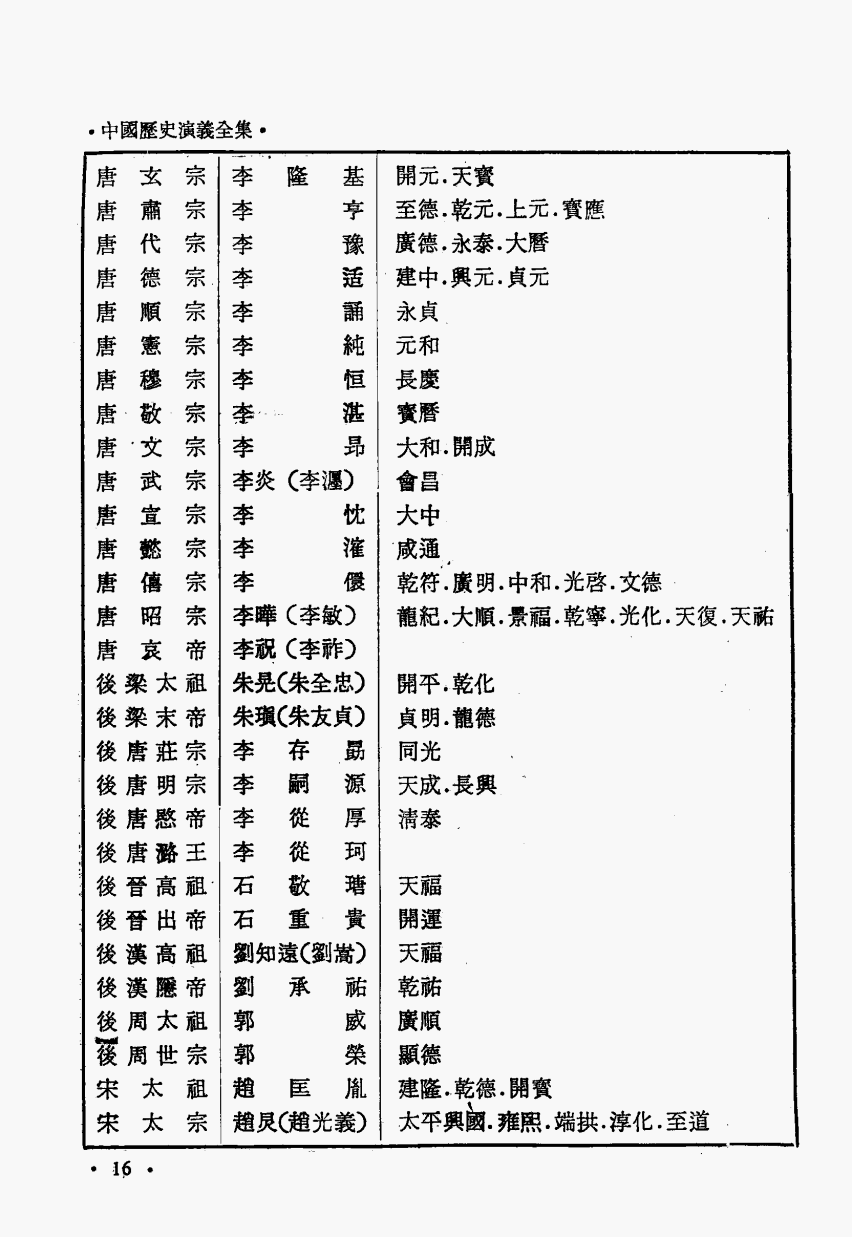 ·中國歷史演義全集·
唐玄宗 李隆基 開元.天寶
唐肅宗 李亨 至德.乾元.上元.寶應
唐代宗 李豫 廣德.永泰.大曆
唐德宗 李适 建中.興元.貞元
唐順宗 李誦 永貞
唐憲宗 李純 元和
唐穆宗 李恒 長慶
唐敬宗 李湛 寶曆
唐文宗 李昂 大和.開成
唐武宗 李炎(李瀍) 會昌
唐宣宗 李忱 大中
唐懿宗 李漼 咸通
唐僖宗 李儇 乾符.廣明.中和.光啓.文德
唐昭宗 李曄(李敏) 龍紀.大順.景福.乾寧.光化.天復.天祐
唐哀帝 李祝(李祚)
後梁太祖 朱晃(朱全忠) 開平.乾化
後梁末帝 朱瑱(朱友貞) 貞明.龍德
後唐莊宗 李存勗 同光
後唐明宗 李嗣源 天成.長興
後唐愍帝 李從厚 清泰
後唐潞王 李從珂
後晉高祖 石敬瑭 天福
後晉出帝 石重貴 開運
後漢高祖 劉知遠(劉嵩) 天福
後漢隱帝 劉承祐 乾祐
後周太祖 郭威 廣順
後周世宗 郭榮 顯德
宋太祖 趙匡胤 建隆.乾德.開寶
宋太宗 趙炅(趙光義) 太平興國.雍熙.端拱.淳化.至道
· 16 ·